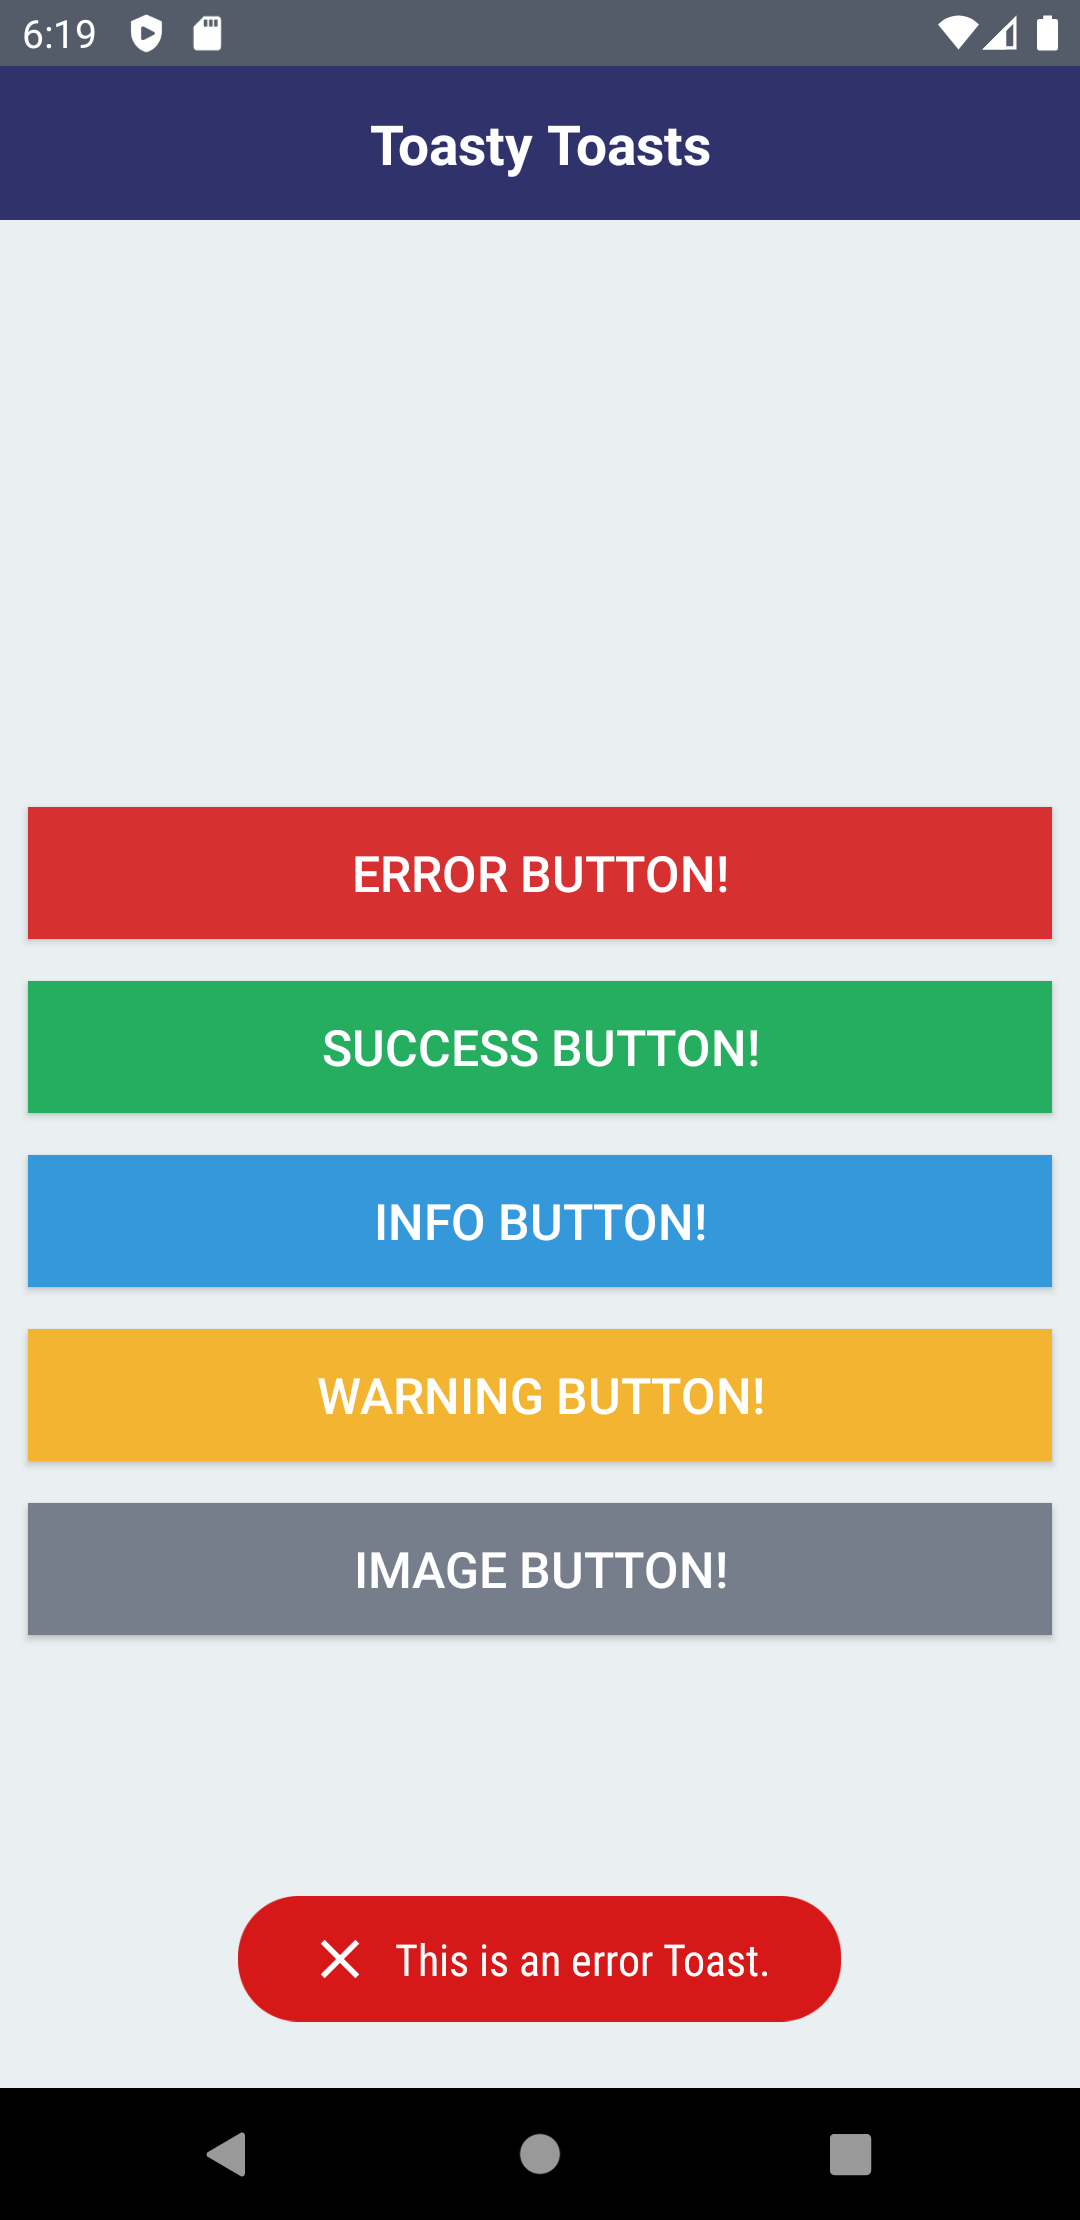 6:19
Toasty Toasts
ERROR BUTTON!
SUCCESS BUTTON!
INFO BUTTON!
WARNING BUTTON!
IMAGE BUTTON!
This is an error Toast.